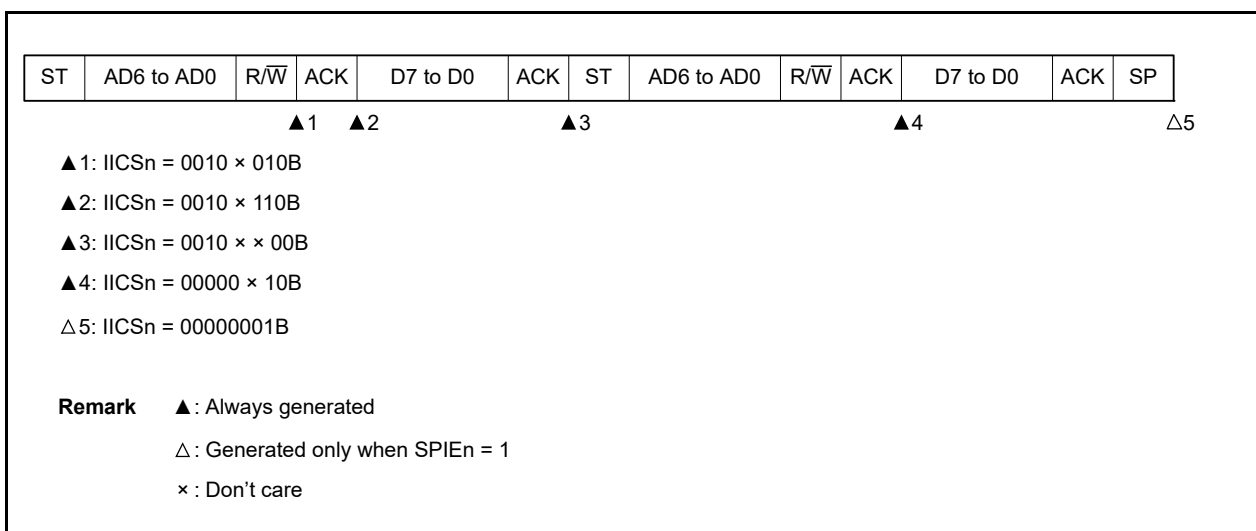 ST AD6 to AD0 R/W̅ ACK D7 to D0 ACK ST AD6 to AD0 R/W̅ ACK D7 to D0 ACK SP
▲1 ▲2 ▲3 ▲4 △5
▲1: IICSn = 0010 × 010B
▲2: IICSn = 0010 × 110B
▲3: IICSn = 0010 × × 00B
▲4: IICSn = 00000 × 10B
△5: IICSn = 00000001B
Remark ▲: Always generated
△: Generated only when SPIEn = 1
×: Don't care